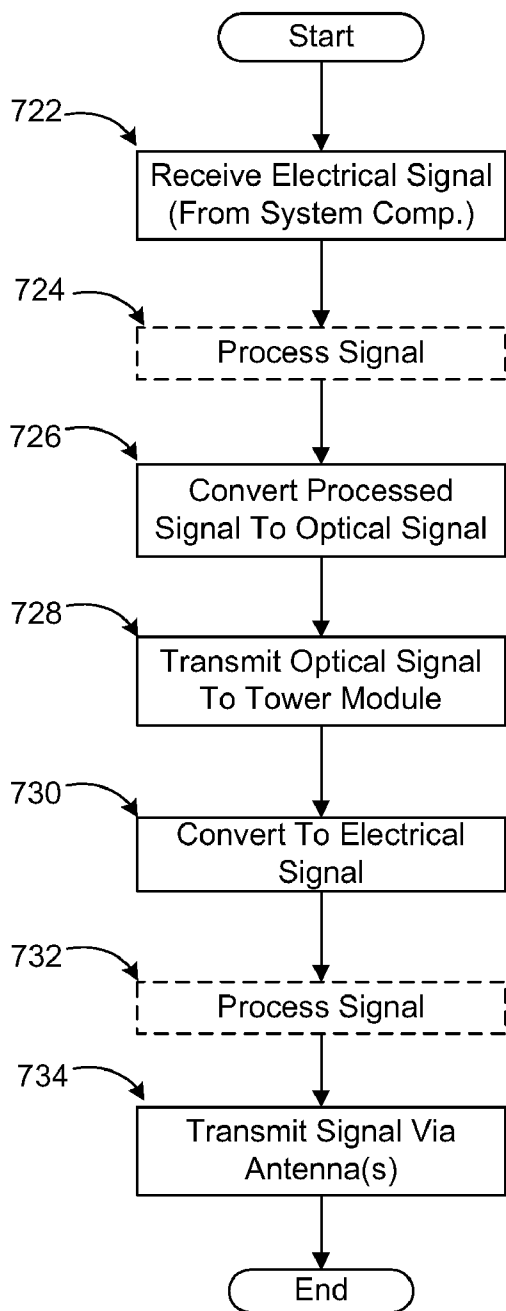 Start
722
Receive Electrical Signal
(From System Comp.)
724
Process Signal
726
Convert Processed
Signal To Optical Signal
728
Transmit Optical Signal
To Tower Module
730
Convert To Electrical
Signal
732
Process Signal
734
Transmit Signal Via
Antenna(s)
End